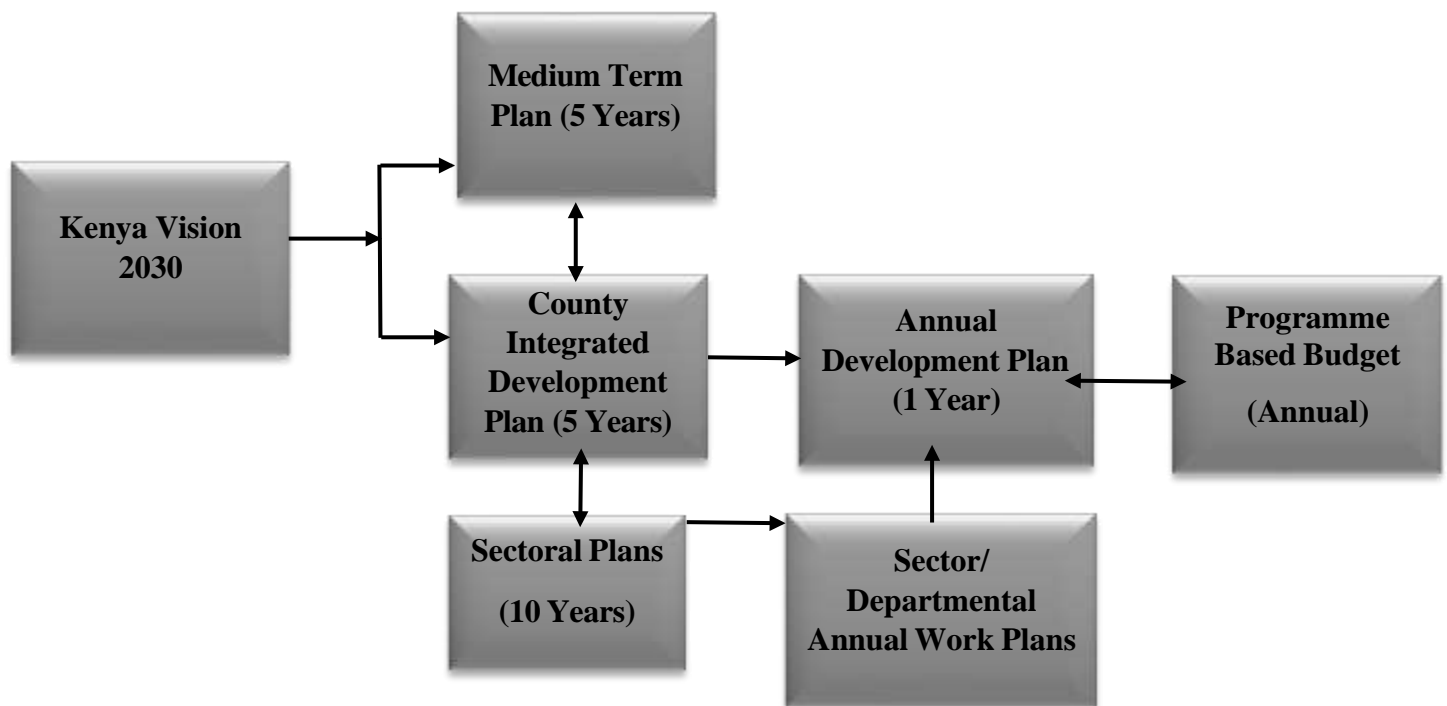 Medium Term
Plan (5 Years)
Kenya Vision
2030
County
Integrated
Development
Plan (5 Years)
Annual
Development Plan
(1 Year)
Programme
Based Budget
(Annual)
Sectoral Plans
(10 Years)
Sector/
Departmental
Annual Work Plans